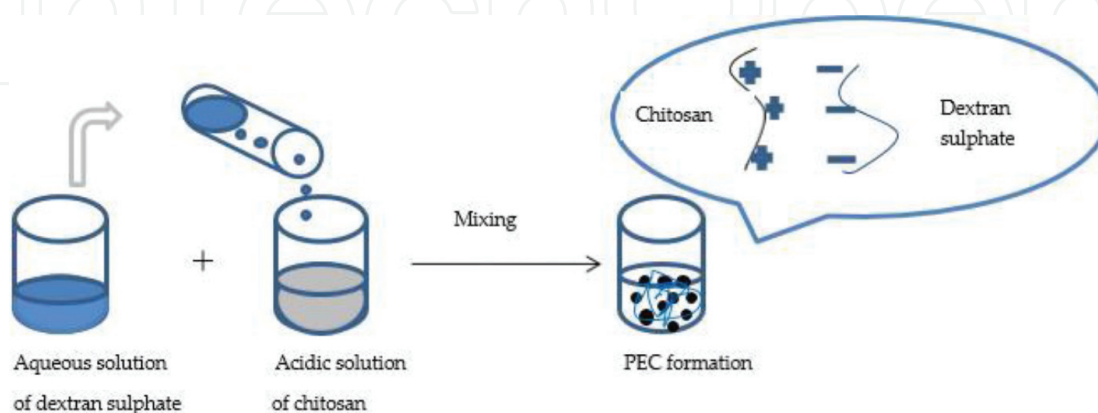 Chitosan
Dextran
sulphate
Mixing
+
Aqueous solution
of dextran sulphate
Acidic solution
of chitosan
PEC formation